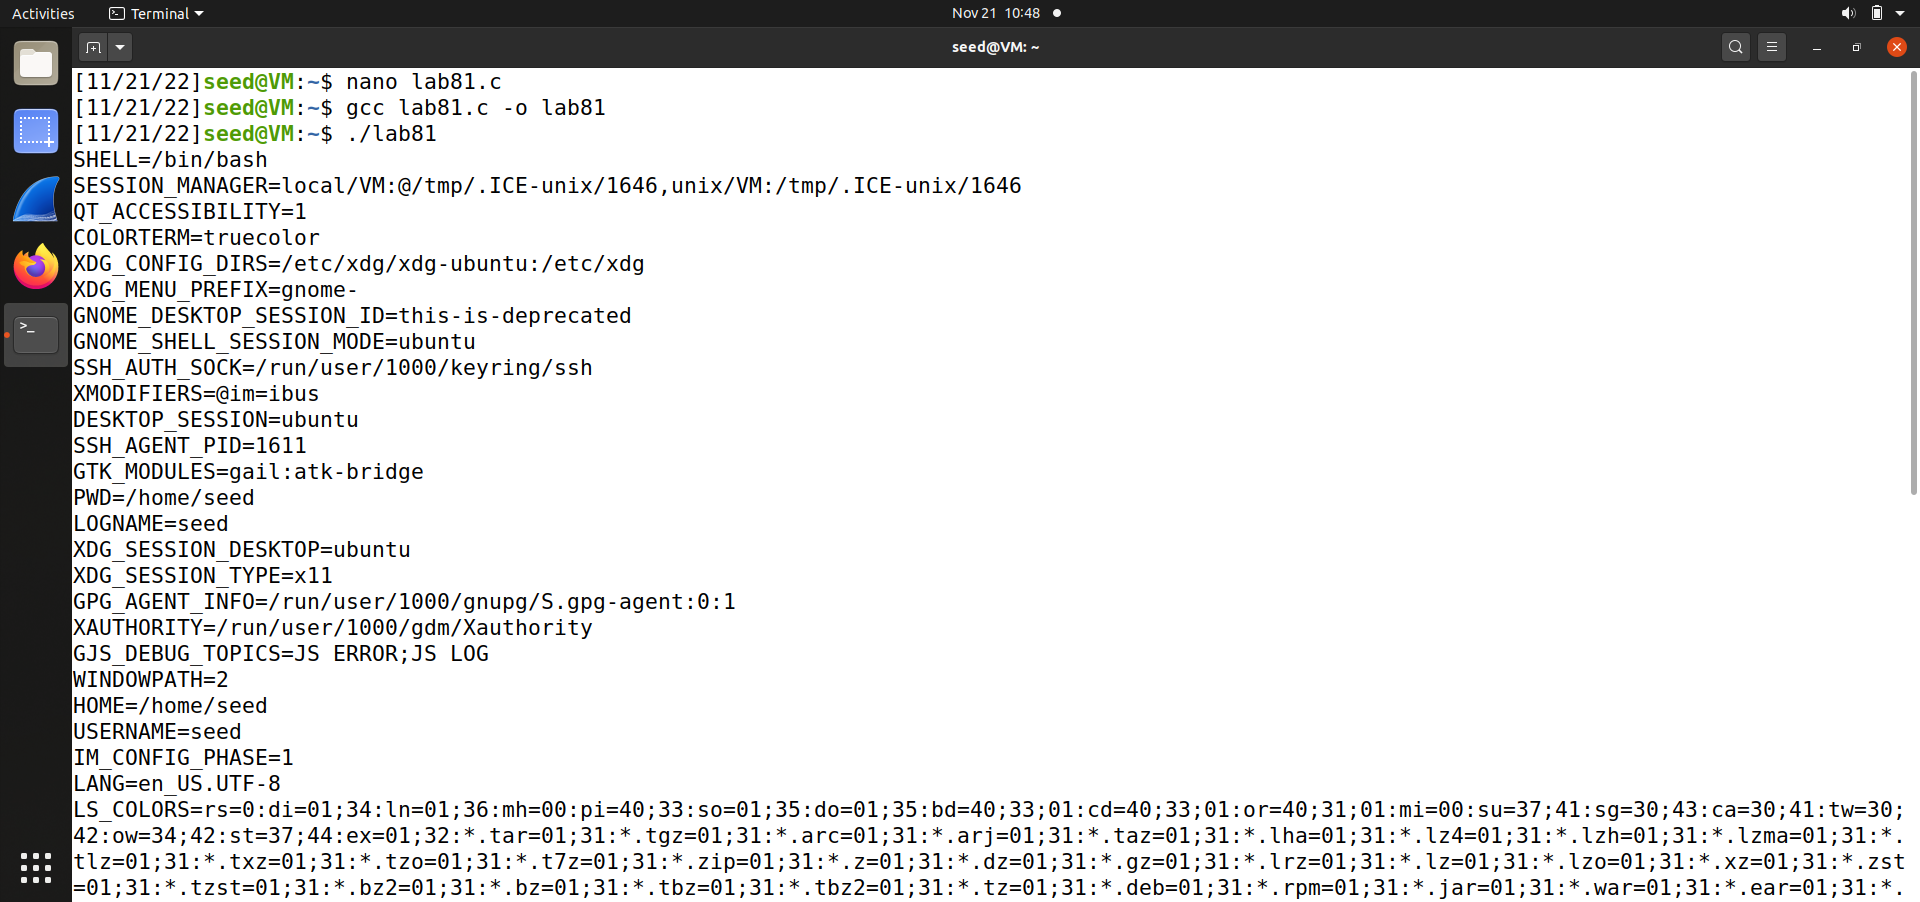 Activities
Terminal
Nov 21 10:48
seed@VM: ~
[11/21/22]seed@VM:~$ nano lab81.c
[11/21/22]seed@VM:~$ gcc lab81.c -o lab81
[11/21/22]seed@VM:~$ ./lab81
SHELL=/bin/bash
SESSION_MANAGER=local/VM:@/tmp/.ICE-unix/1646,unix/VM:/tmp/.ICE-unix/1646
QT_ACCESSIBILITY=1
COLORTERM=truecolor
XDG_CONFIG_DIRS=/etc/xdg/xdg-ubuntu:/etc/xdg
XDG_MENU_PREFIX=gnome-
GNOME_DESKTOP_SESSION_ID=this-is-deprecated
GNOME_SHELL_SESSION_MODE=ubuntu
SSH_AUTH_SOCK=/run/user/1000/keyring/ssh
XMODIFIERS=@im=ibus
DESKTOP_SESSION=ubuntu
SSH_AGENT_PID=1611
GTK_MODULES=gail:atk-bridge
PWD=/home/seed
LOGNAME=seed
XDG_SESSION_DESKTOP=ubuntu
XDG_SESSION_TYPE=x11
GPG_AGENT_INFO=/run/user/1000/gnupg/S.gpg-agent:0:1
XAUTHORITY=/run/user/1000/gdm/Xauthority
GJS_DEBUG_TOPICS=JS ERROR;JS LOG
WINDOWPATH=2
HOME=/home/seed
USERNAME=seed
IM_CONFIG_PHASE=1
LANG=en_US.UTF-8
LS_COLORS=rs=0:di=01;34:ln=01;36:mh=00:pi=40;33:so=01;35:do=01;35:bd=40;33;01:cd=40;33;01:or=40;31;01:mi=00:su=37;41:sg=30;43:ca=30;41:tw=30;
42:ow=34;42:st=37;44:ex=01;32:*.tar=01;31:*.tgz=01;31:*.arc=01;31:*.arj=01;31:*.taz=01;31:*.lha=01;31:*.lz4=01;31:*.lzh=01;31:*.lzma=01;31:*.
tlz=01;31:*.txz=01;31:*.tzo=01;31:*.t7z=01;31:*.zip=01;31:*.z=01;31:*.dz=01;31:*.gz=01;31:*.lrz=01;31:*.lz=01;31:*.lzo=01;31:*.xz=01;31:*.zst
=01;31:*.tzst=01;31:*.bz2=01;31:*.bz=01;31:*.tbz=01;31:*.tbz2=01;31:*.tz=01;31:*.deb=01;31:*.rpm=01;31:*.jar=01;31:*.war=01;31:*.ear=01;31:*.